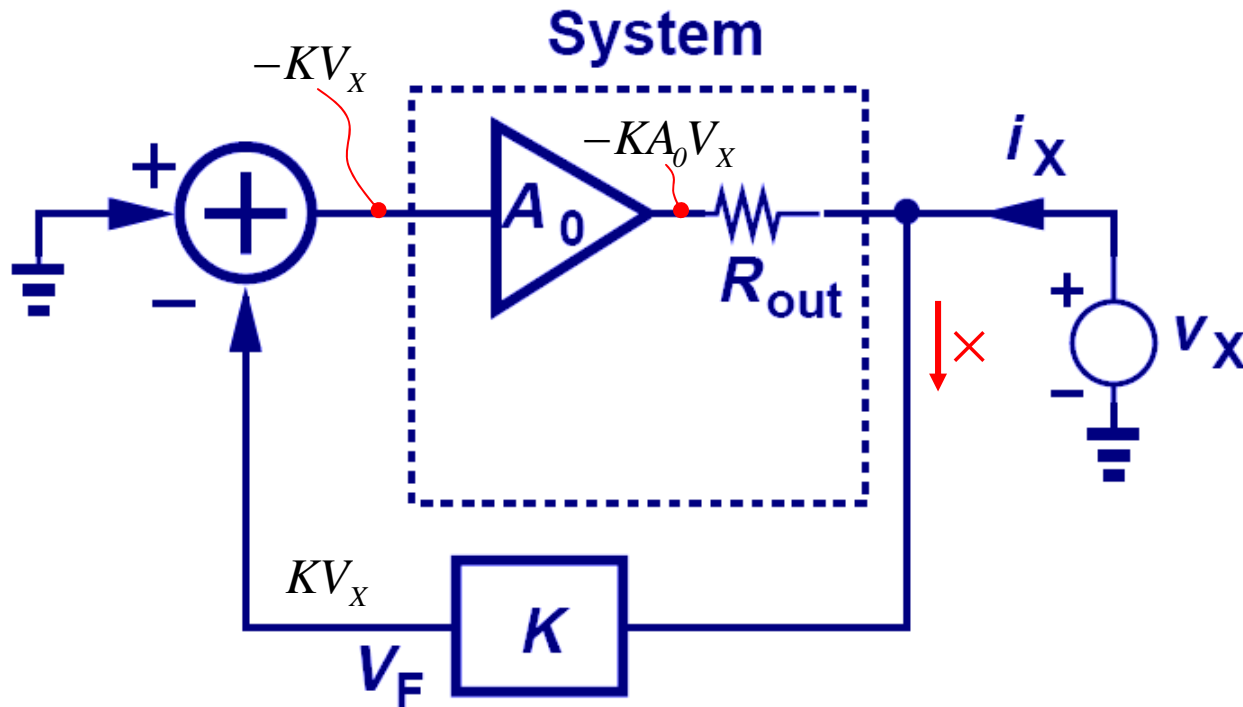 System
−KV_X
−KA_0V_X
+
+
A_0
R_out
i_X
−
+
−
v_X
×
KV_X
V_F
K